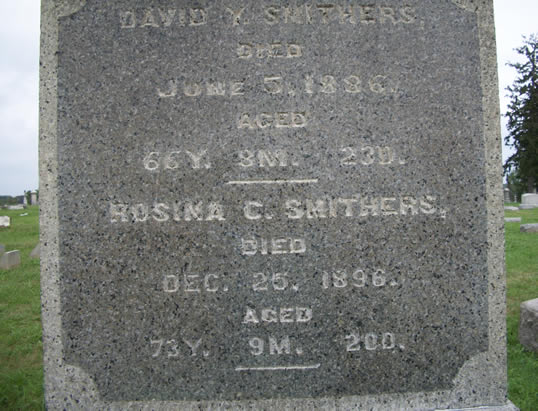 DAVID Y. SMITHERS
DIED
JUNE 5, 1886,
AGED
66Y. 8M. 23D.
ROSINA C. SMITHERS,
DIED
DEC. 25, 1896.
AGED
73Y. 9M. 20D.